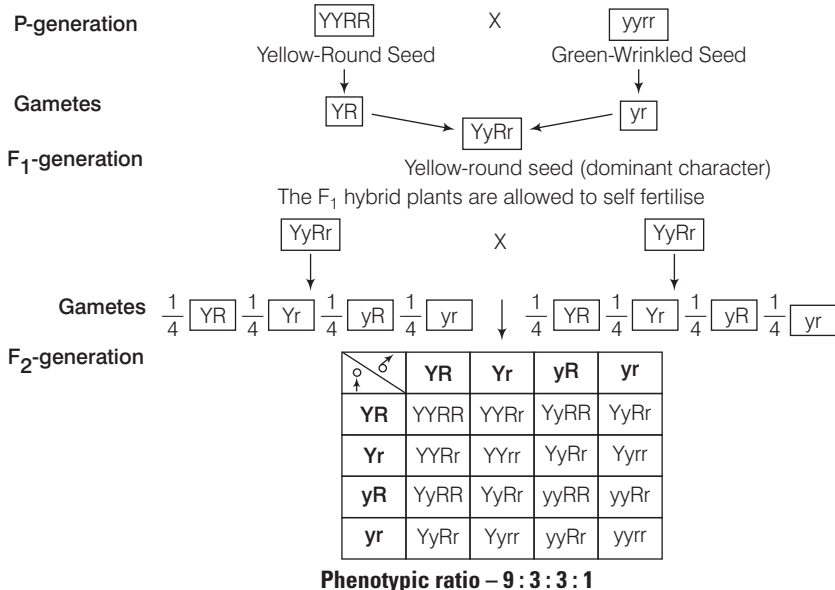 P-generation YYRR X yyrr
Yellow-Round Seed Green-Wrinkled Seed
Gametes YR yr
YyRr
F1-generation Yellow-round seed (dominant character)
The F1 hybrid plants are allowed to self fertilise
YyRr X YyRr
Gametes 1/4 YR 1/4 Yr 1/4 yR 1/4 yr 1/4 YR 1/4 Yr 1/4 yR 1/4 yr
F2-generation
YR Yr yR yr
YR YYRR YYRr YyRR YyRr
Yr YYRr YYrr YyRr Yyrr
yR YyRR YyRr yyRR yyRr
yr YyRr Yyrr yyRr yyrr
Phenotypic ratio – 9 : 3 : 3 : 1